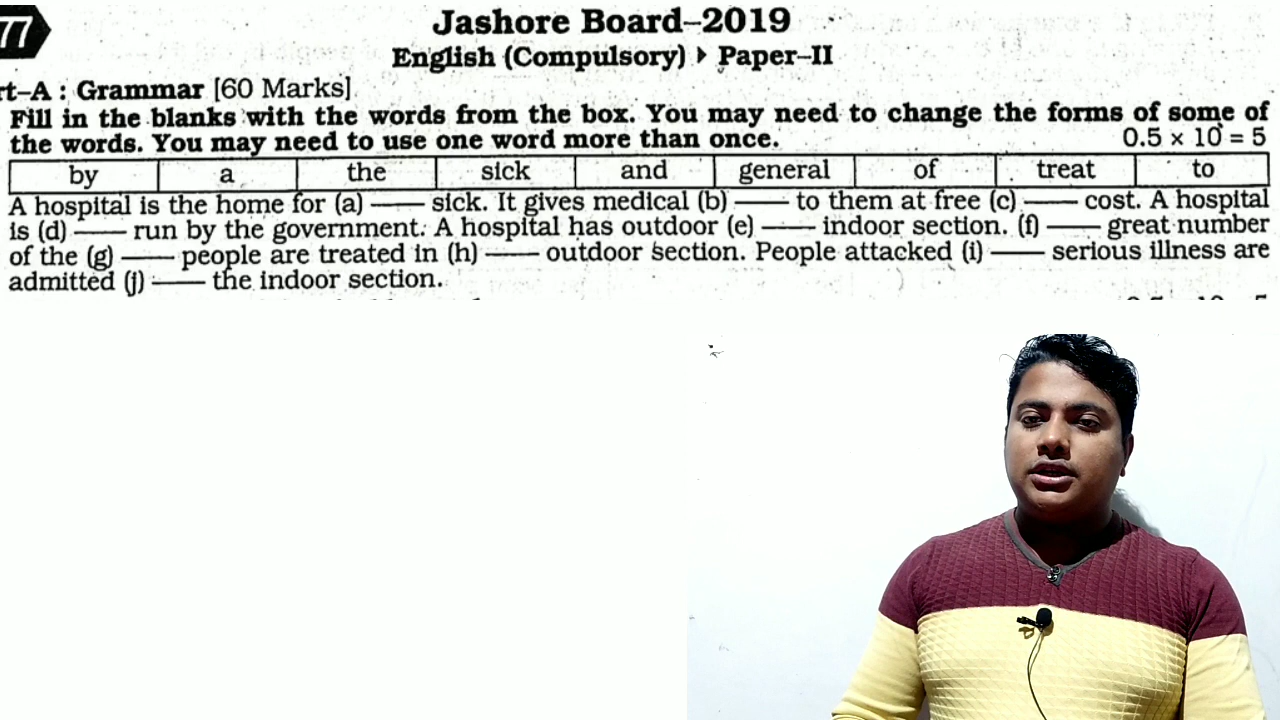 77
Jashore Board–2019
English (Compulsory) ▸ Paper–II
rt–A : Grammar [60 Marks]
Fill in the blanks with the words from the box. You may need to change the forms of some of
the words. You may need to use one word more than once. 0.5 × 10 = 5
by a the sick and general of treat to
A hospital is the home for (a) —— sick. It gives medical (b) —— to them at free (c) —— cost. A hospital
is (d) —— run by the government. A hospital has outdoor (e) —— indoor section. (f) —— great number
of the (g) —— people are treated in (h) —— outdoor section. People attacked (i) —— serious illness are
admitted (j) —— the indoor section.